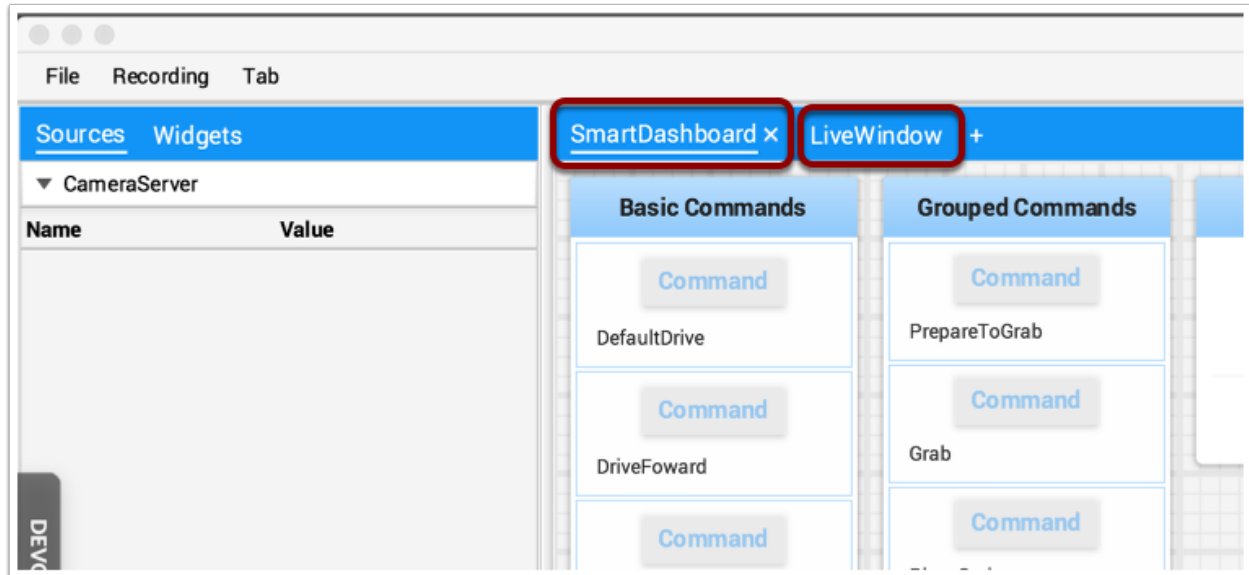 File Recording Tab
Sources Widgets
SmartDashboard × LiveWindow +
CameraServer
Name Value
Basic Commands
Command
DefaultDrive
Command
DriveFoward
Command
Grouped Commands
Command
PrepareToGrab
Command
Grab
Command